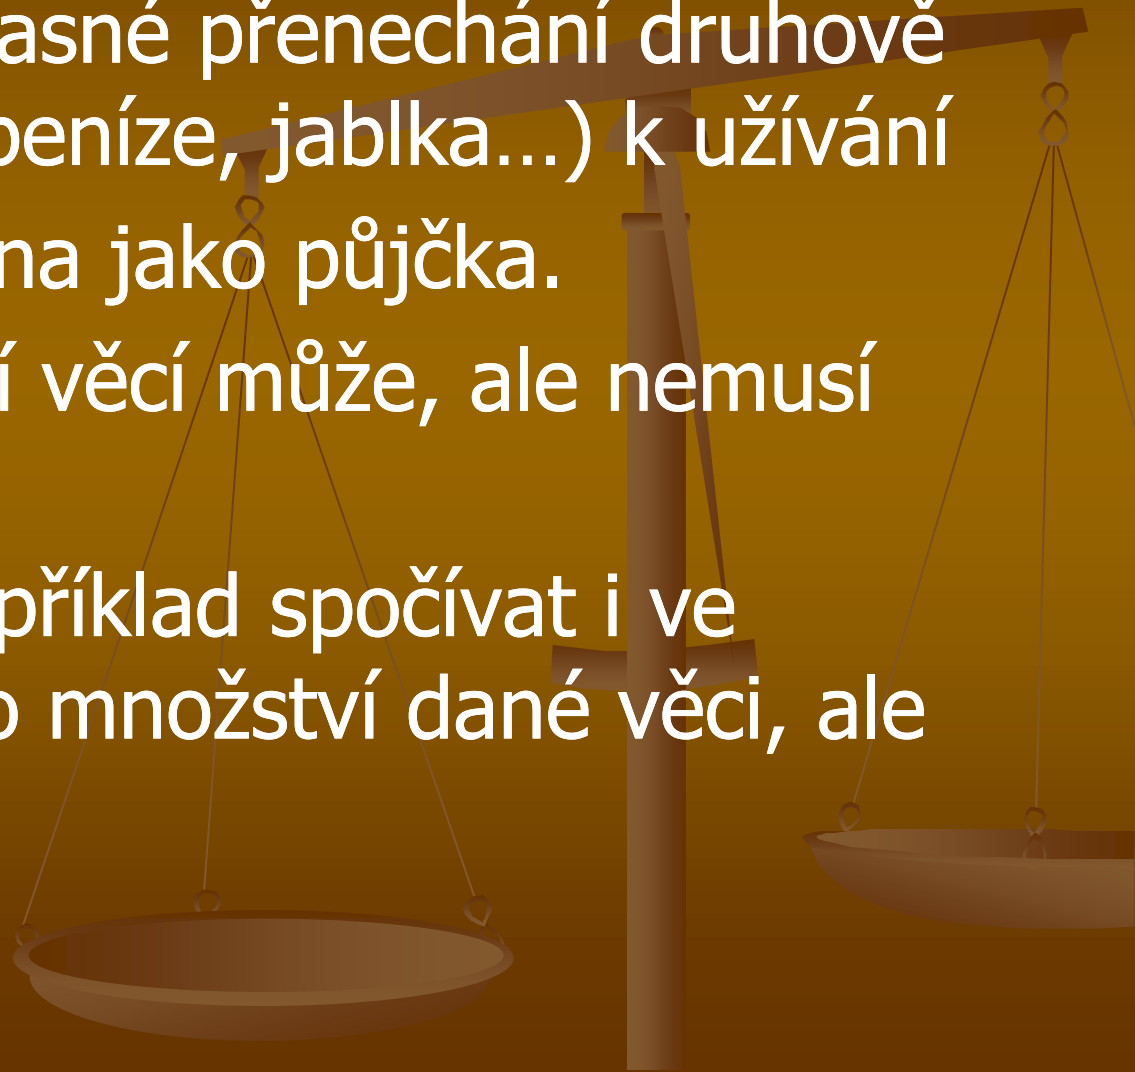 asné přenechání druhově
peníze, jablka…) k užívání
na jako půjčka.
í věcí může, ale nemusí
příklad spočívat i ve
o množství dané věci, ale